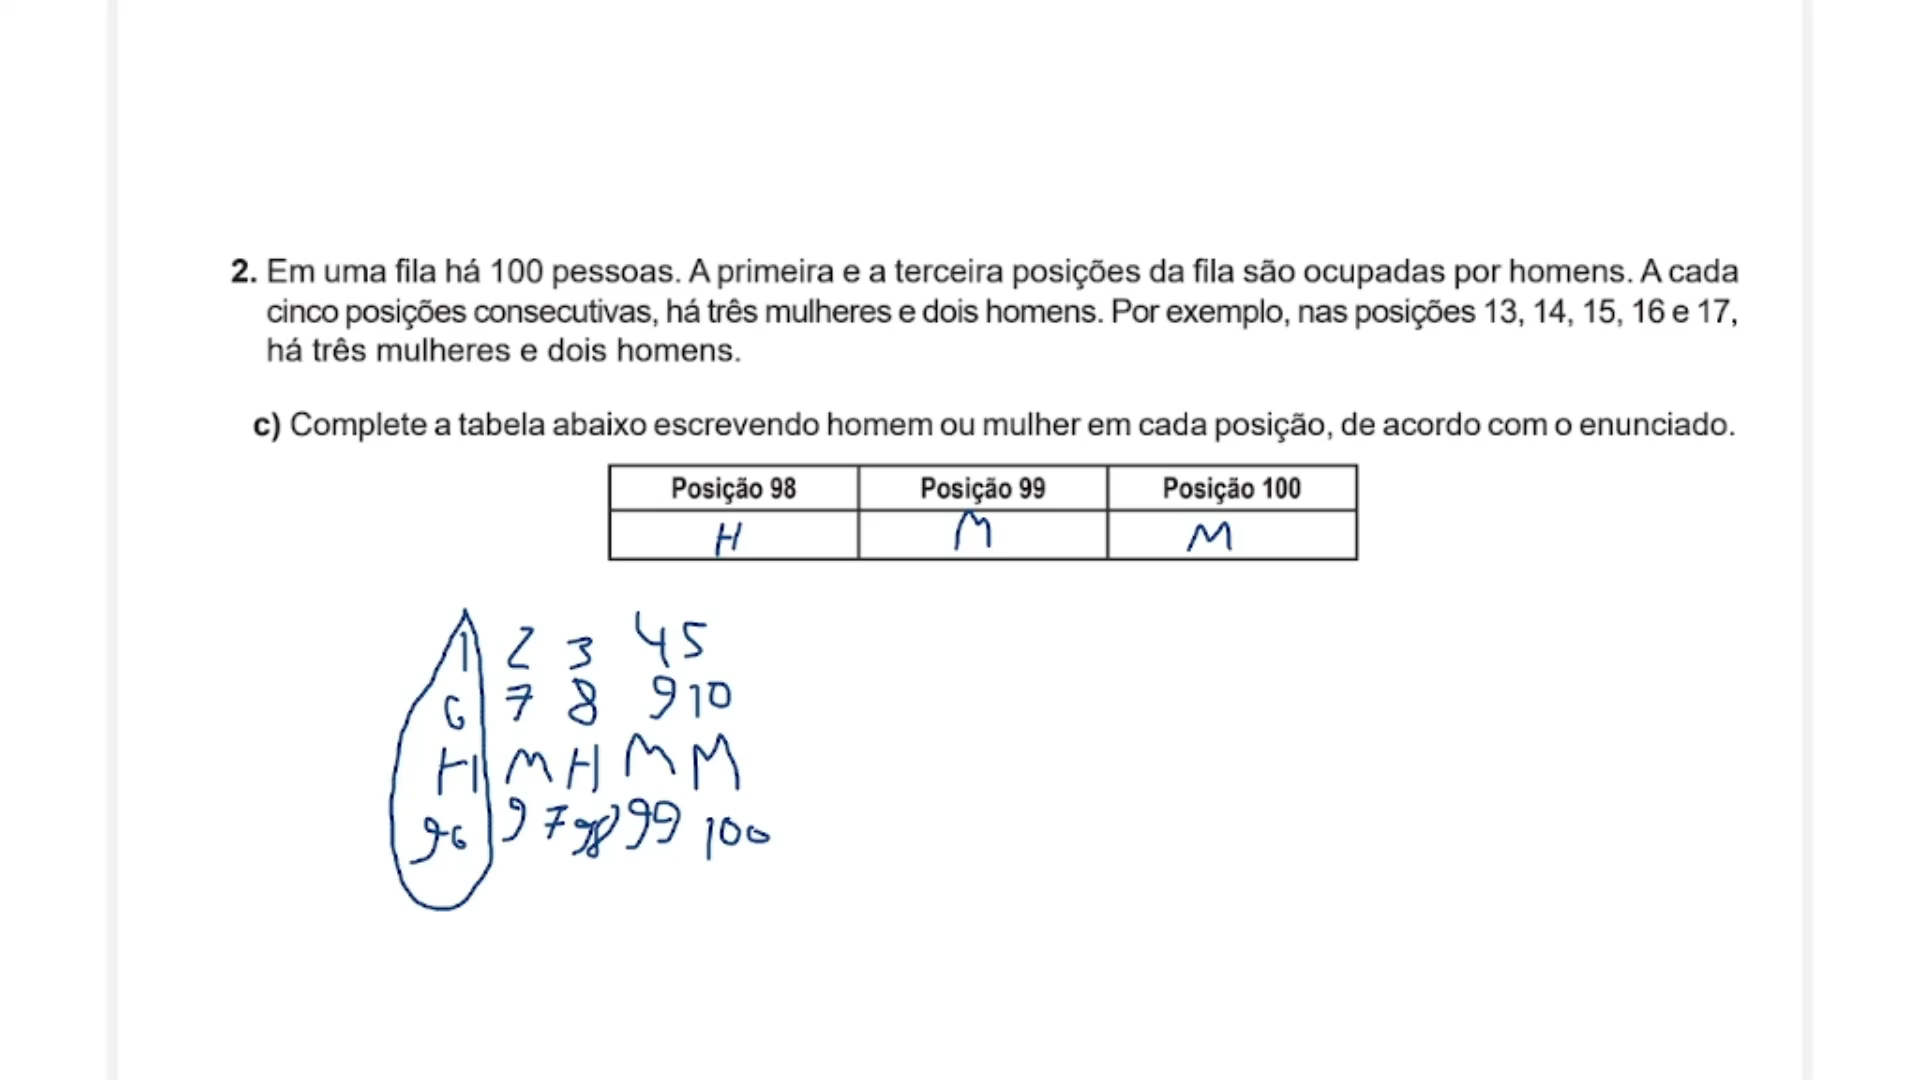 2. Em uma fila há 100 pessoas. A primeira e a terceira posições da fila são ocupadas por homens. A cada
cinco posições consecutivas, há três mulheres e dois homens. Por exemplo, nas posições 13, 14, 15, 16 e 17,
há três mulheres e dois homens.
c) Complete a tabela abaixo escrevendo homem ou mulher em cada posição, de acordo com o enunciado.
Posição 98 Posição 99 Posição 100
H M M
1 2 3 4 5
6 7 8 9 10
H M H M M
96 97 98 99 100